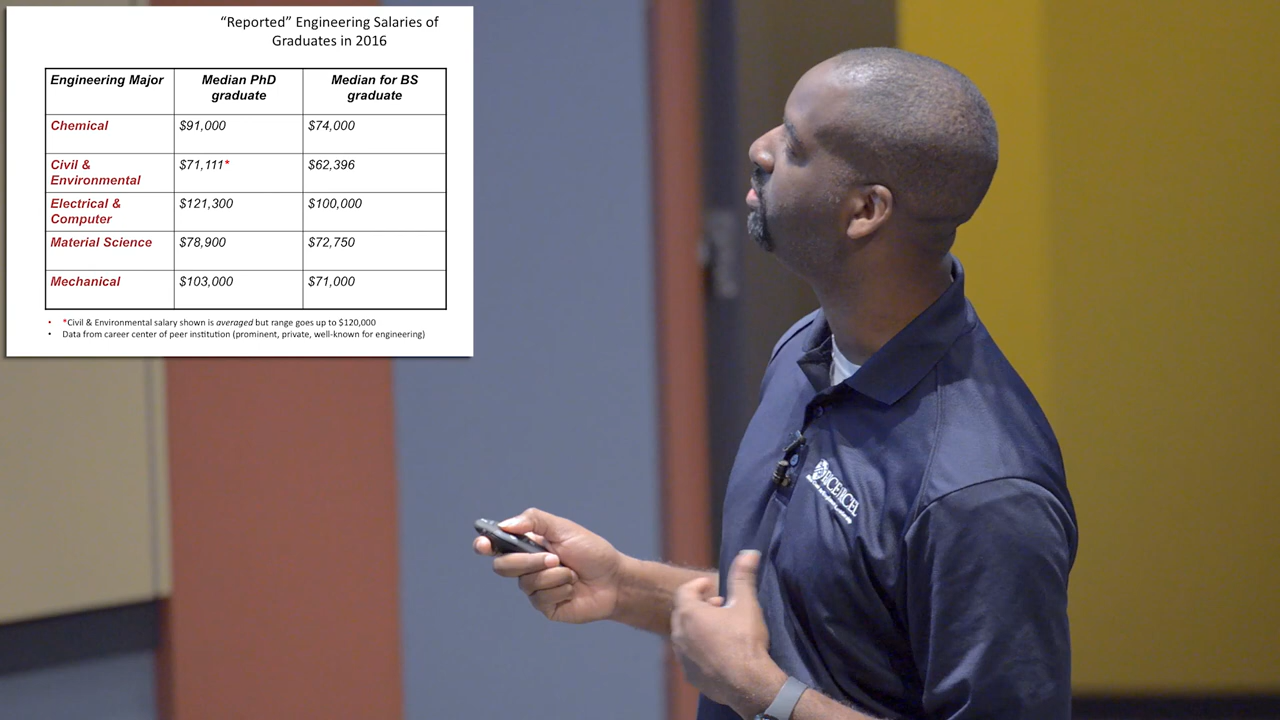 “Reported” Engineering Salaries of
Graduates in 2016
Engineering Major
Median PhD
graduate
Median for BS
graduate
Chemical
$91,000
$74,000
Civil &
Environmental
$71,111*
$62,396
Electrical &
Computer
$121,300
$100,000
Material Science
$78,900
$72,750
Mechanical
$103,000
$71,000
• *Civil & Environmental salary shown is averaged but range goes up to $120,000
• Data from career center of peer institution (prominent, private, well-known for engineering)